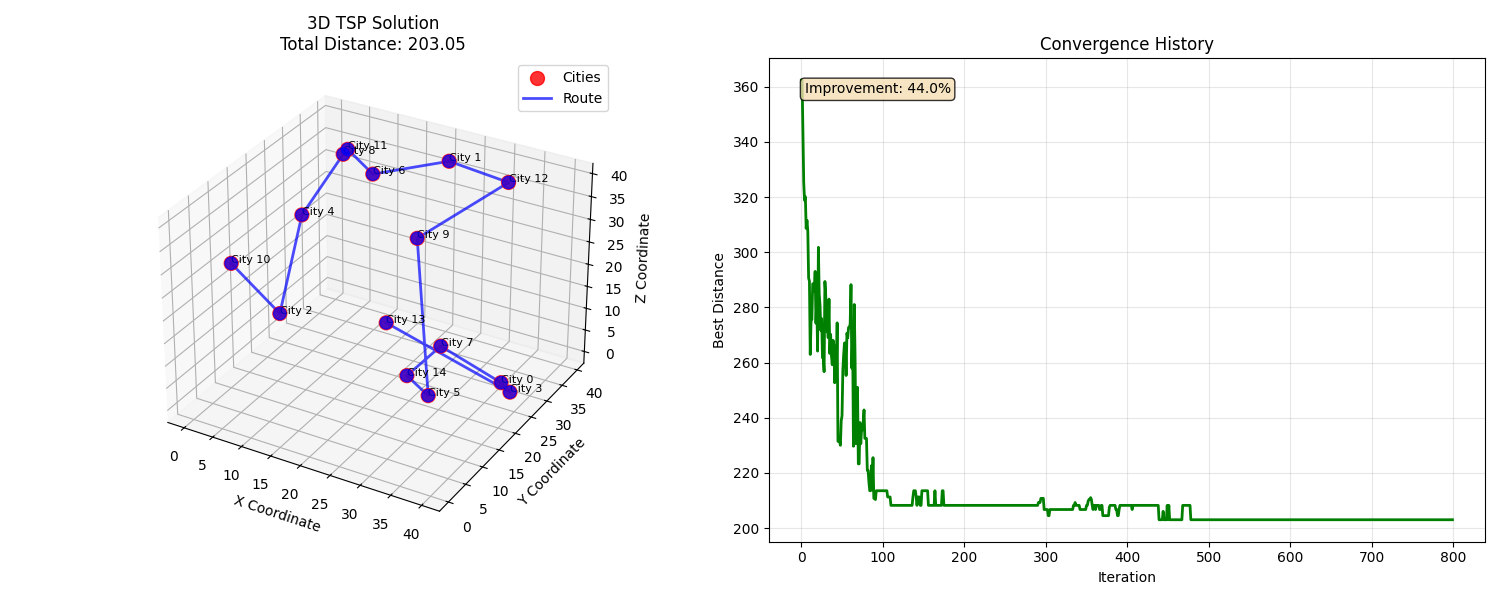 3D TSP Solution
Total Distance: 203.05
Cities
Route
City 11
City 8
City 6
City 1
City 12
City 4
City 9
City 10
City 2
City 13
City 7
City 14
City 0
City 3
City 5
40
35
30
25
20
15
10
5
0
Z Coordinate
40
35
30
25
20
15
10
5
0
Y Coordinate
0
5
10
15
20
25
30
35
40
X Coordinate
Convergence History
Improvement: 44.0%
360
340
320
300
280
260
240
220
200
Best Distance
0 100 200 300 400 500 600 700 800
Iteration